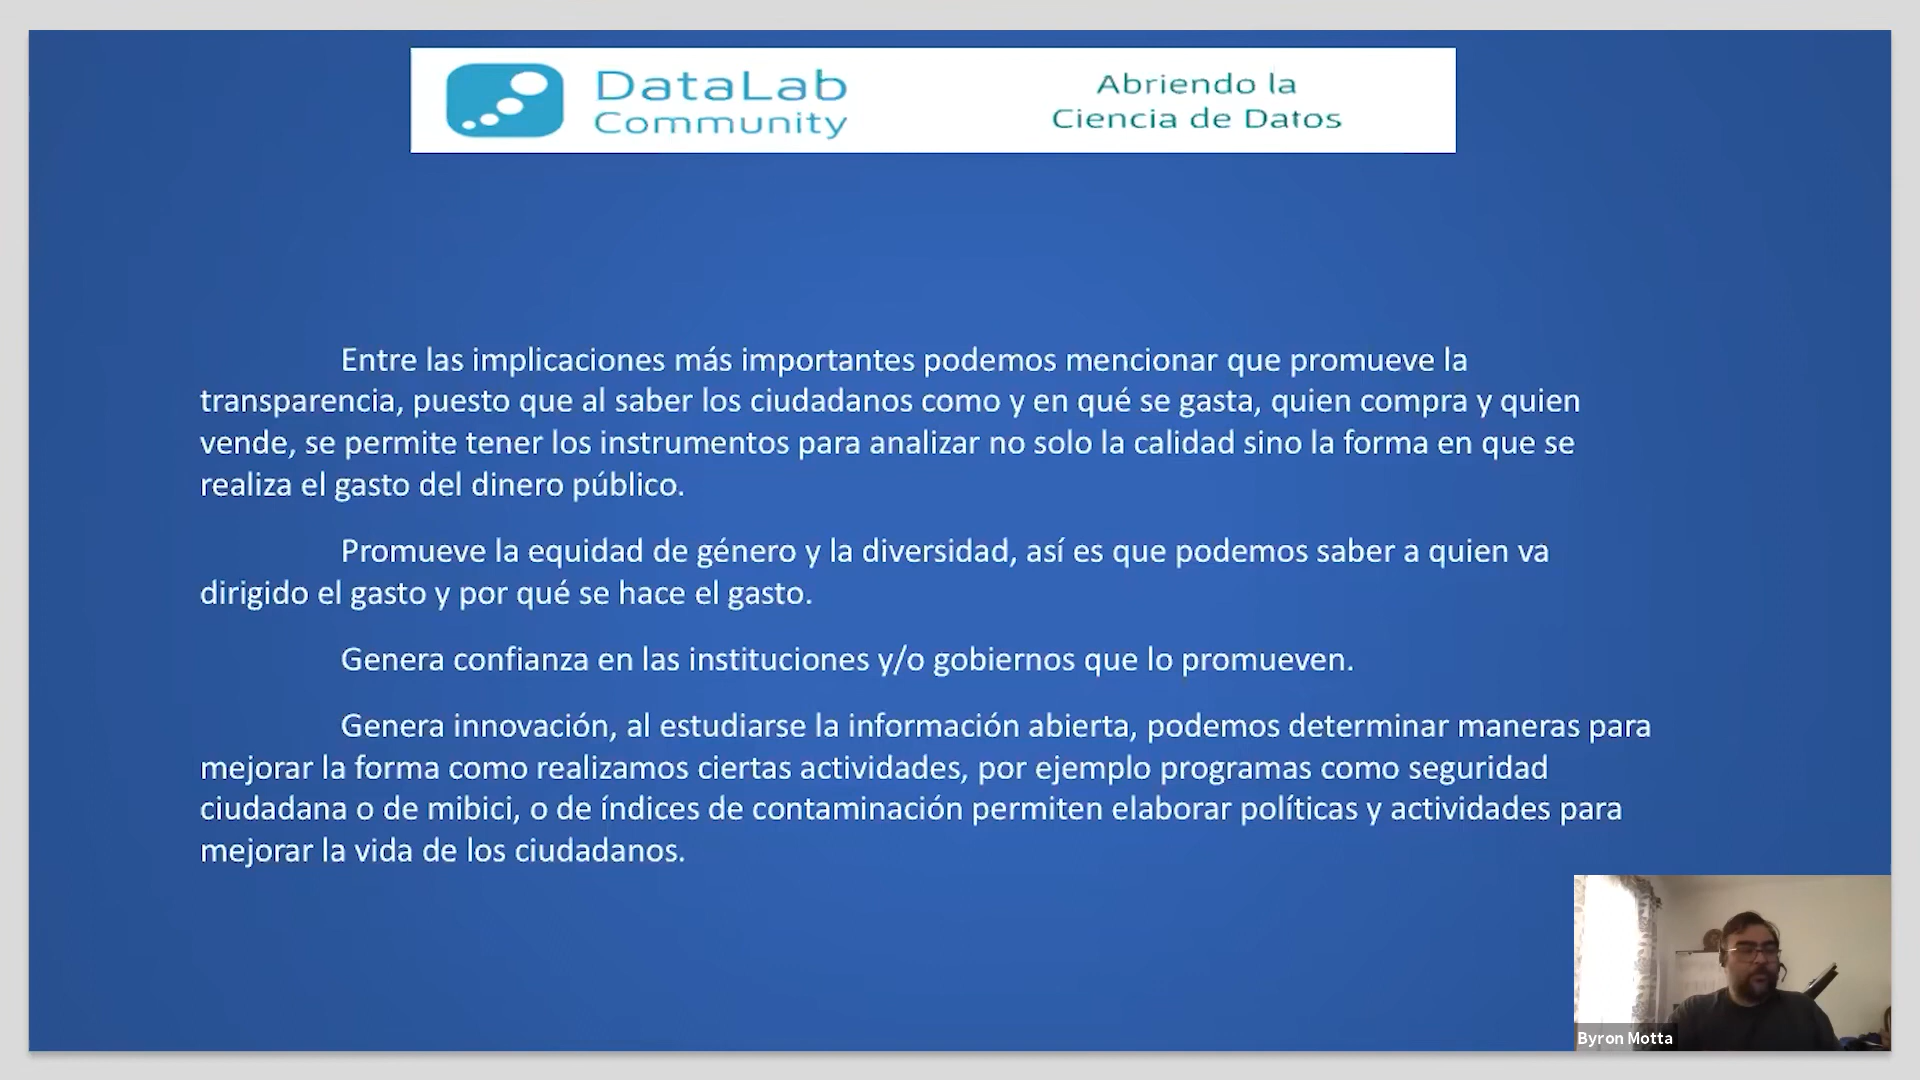 DataLab
Community
Abriendo la
Ciencia de Datos
Entre las implicaciones más importantes podemos mencionar que promueve la
transparencia, puesto que al saber los ciudadanos como y en qué se gasta, quien compra y quien
vende, se permite tener los instrumentos para analizar no solo la calidad sino la forma en que se
realiza el gasto del dinero público.
Promueve la equidad de género y la diversidad, así es que podemos saber a quien va
dirigido el gasto y por qué se hace el gasto.
Genera confianza en las instituciones y/o gobiernos que lo promueven.
Genera innovación, al estudiarse la información abierta, podemos determinar maneras para
mejorar la forma como realizamos ciertas actividades, por ejemplo programas como seguridad
ciudadana o de mibici, o de índices de contaminación permiten elaborar políticas y actividades para
mejorar la vida de los ciudadanos.
Byron Motta